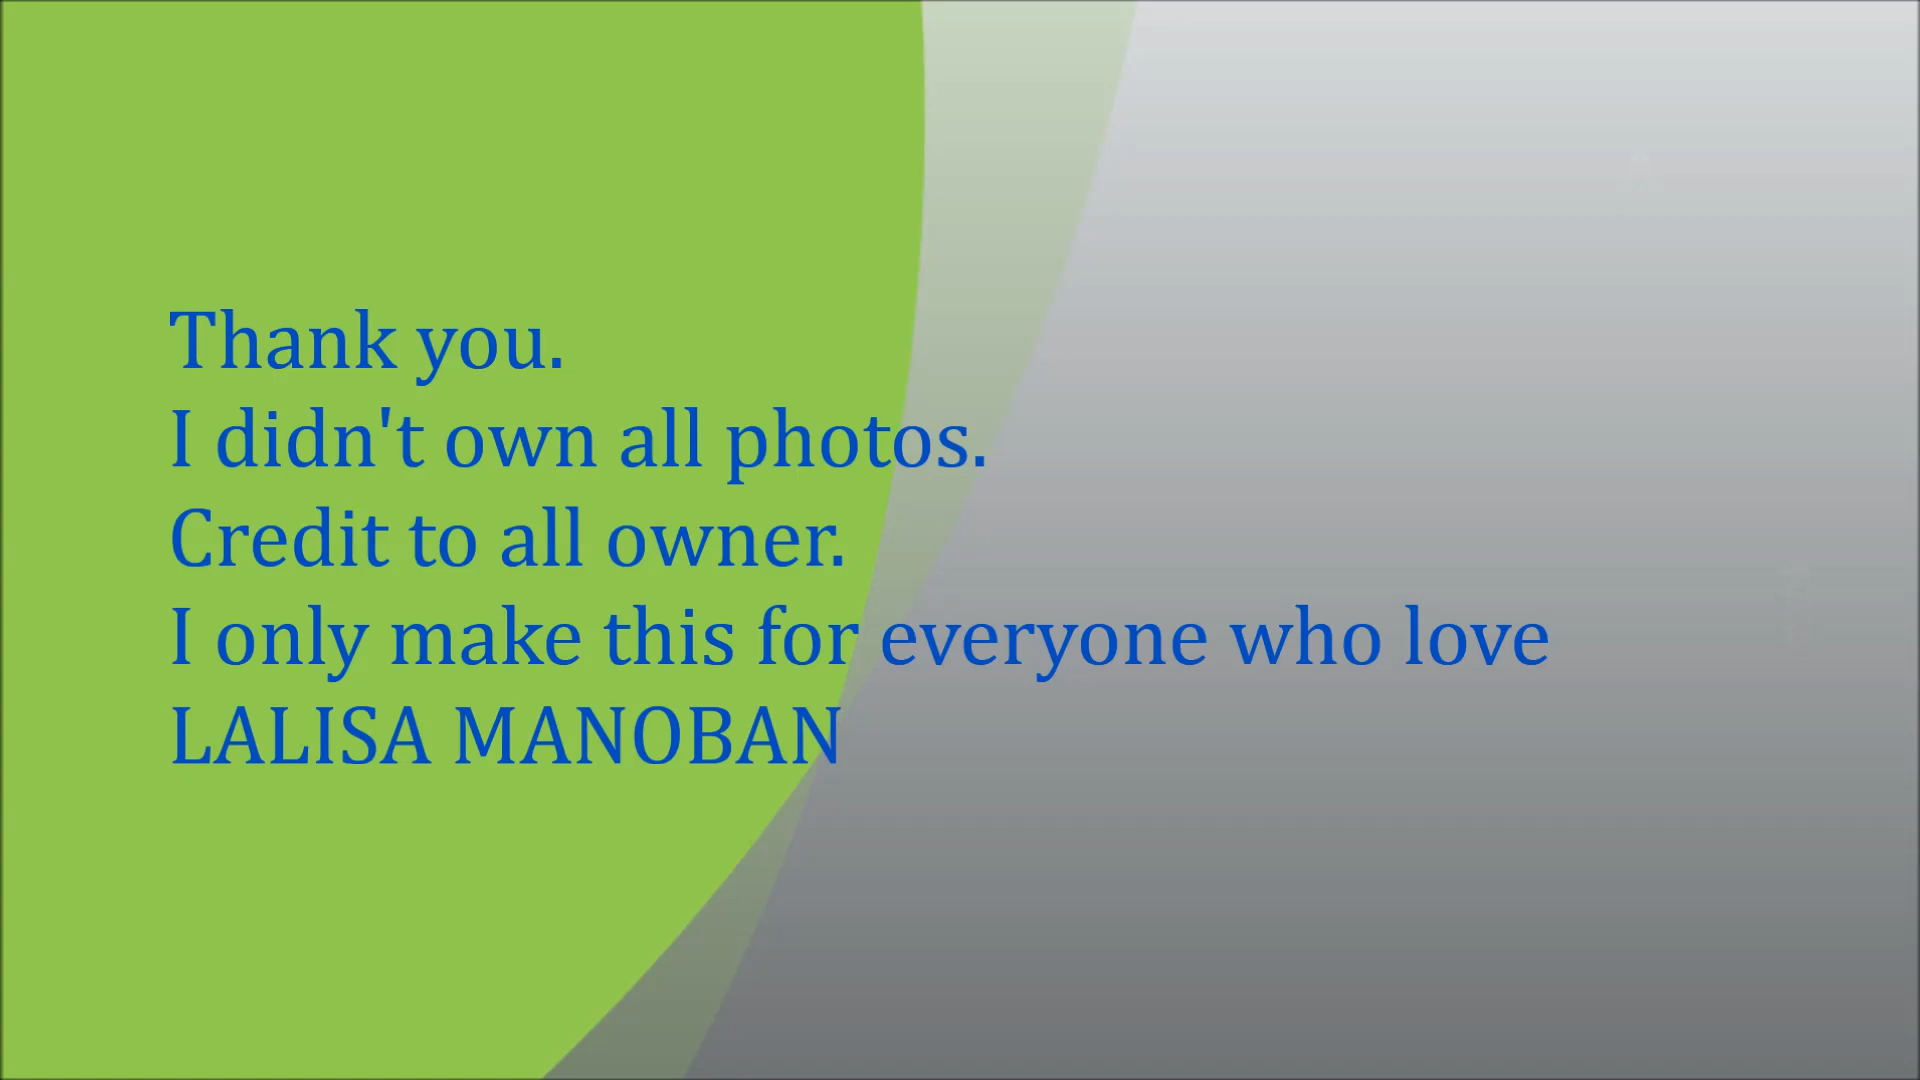 Thank you.
I didn't own all photos.
Credit to all owner.
I only make this for everyone who love
LALISA MANOBAN